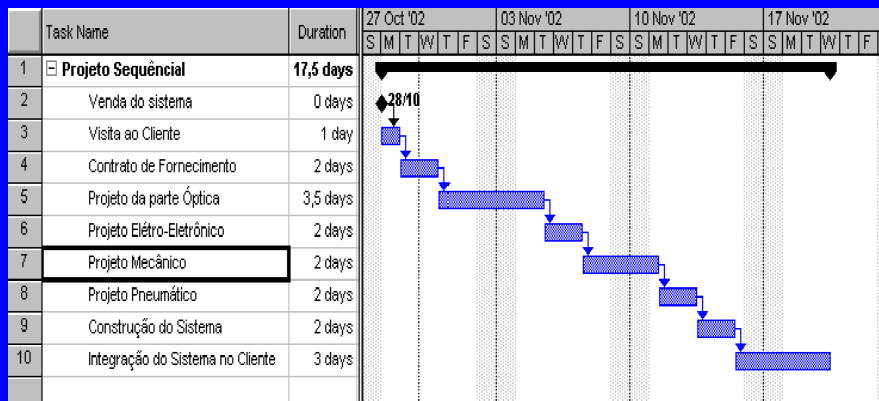 Task Name Duration 27 Oct '02 03 Nov '02 10 Nov '02 17 Nov '02
S M T W T F S S M T W T F S S M T W T F S S M T W T F
1 Projeto Sequêncial 17,5 days
2 Venda do sistema 0 days 28/10
3 Visita ao Cliente 1 day
4 Contrato de Fornecimento 2 days
5 Projeto da parte Óptica 3,5 days
6 Projeto Elétro-Eletrônico 2 days
7 Projeto Mecânico 2 days
8 Projeto Pneumático 2 days
9 Construção do Sistema 2 days
10 Integração do Sistema no Cliente 3 days